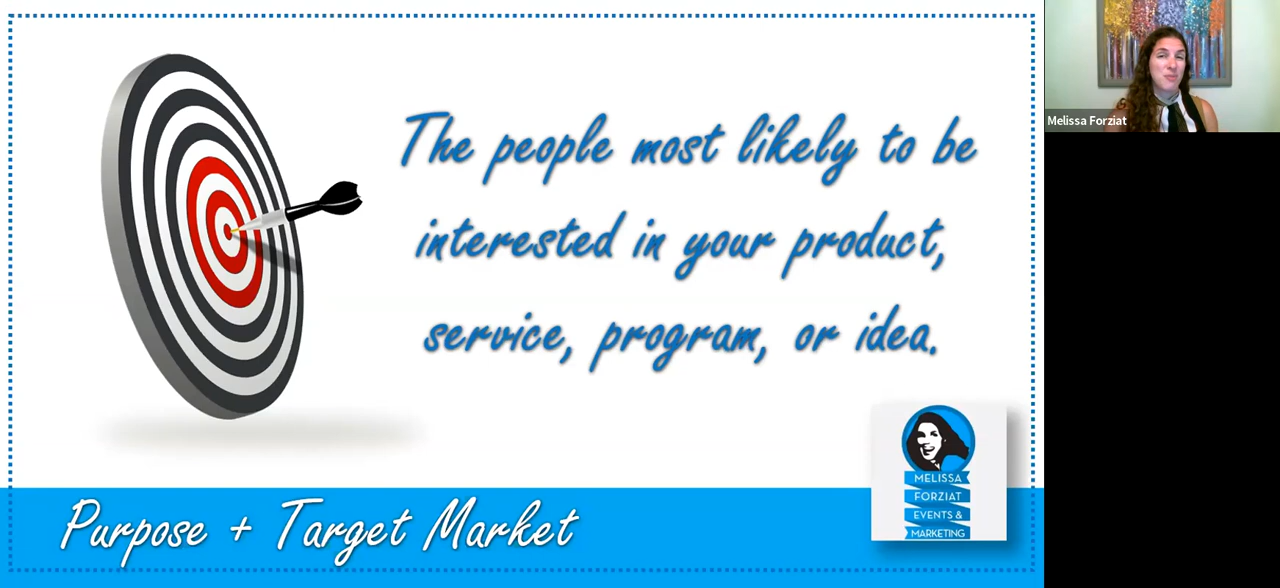 The people most likely to be
interested in your product,
service, program, or idea.
Purpose + Target Market
MELISSA
FORZIAT
EVENTS &
MARKETING
Melissa Forziat